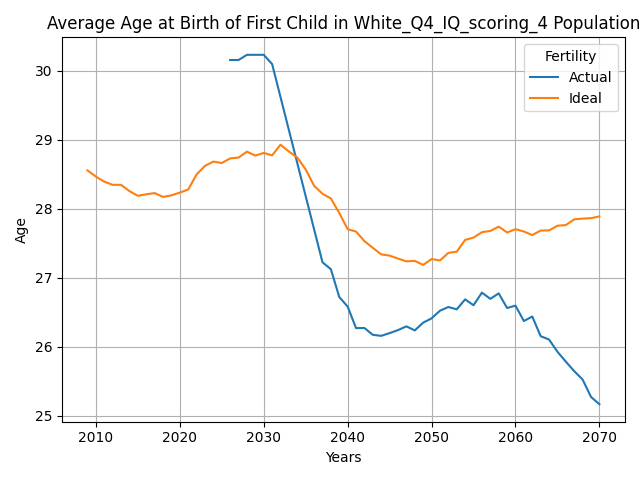 Average Age at Birth of First Child in White_Q4_IQ_scoring_4 Population
Fertility
Actual
Ideal
Age
30
29
28
27
26
25
2010 2020 2030 2040 2050 2060 2070
Years